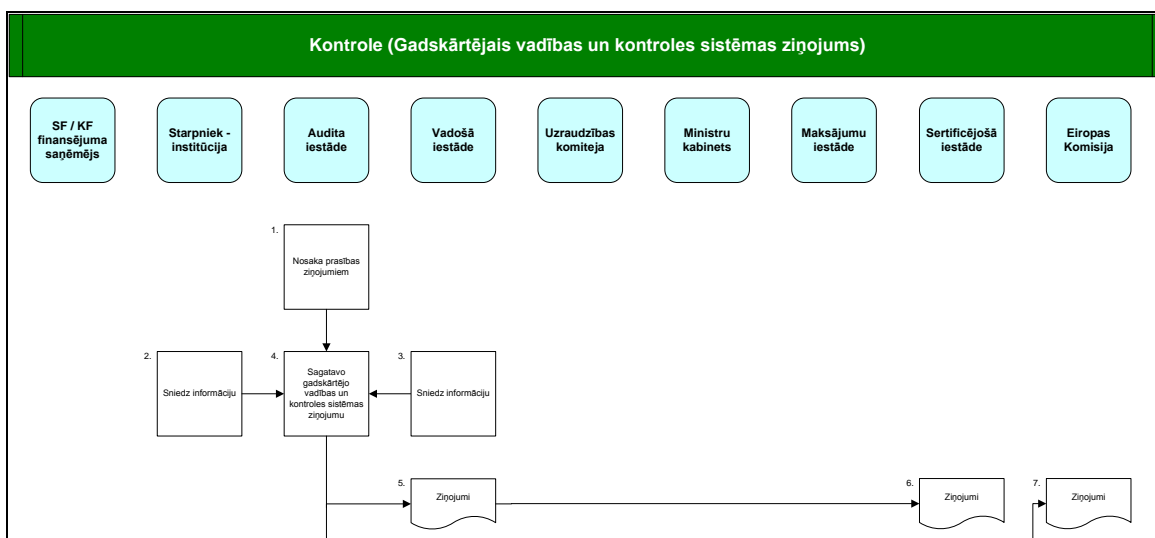 Kontrole (Gadskārtējais vadības un kontroles sistēmas ziņojums)
SF / KF
finansējuma
saņēmējs
Starpniek -
institūcija
Audita
iestāde
Vadošā
iestāde
Uzraudzības
komiteja
Ministru
kabinets
Maksājumu
iestāde
Sertificējošā
iestāde
Eiropas
Komisija
1.
Nosaka prasības
ziņojumiem
2.
Sniedz informāciju
4.
Sagatavo
gadskārtējo
vadības un
kontroles sistēmas
ziņojumu
3.
Sniedz informāciju
5.
Ziņojumi
6.
Ziņojumi
7.
Ziņojumi